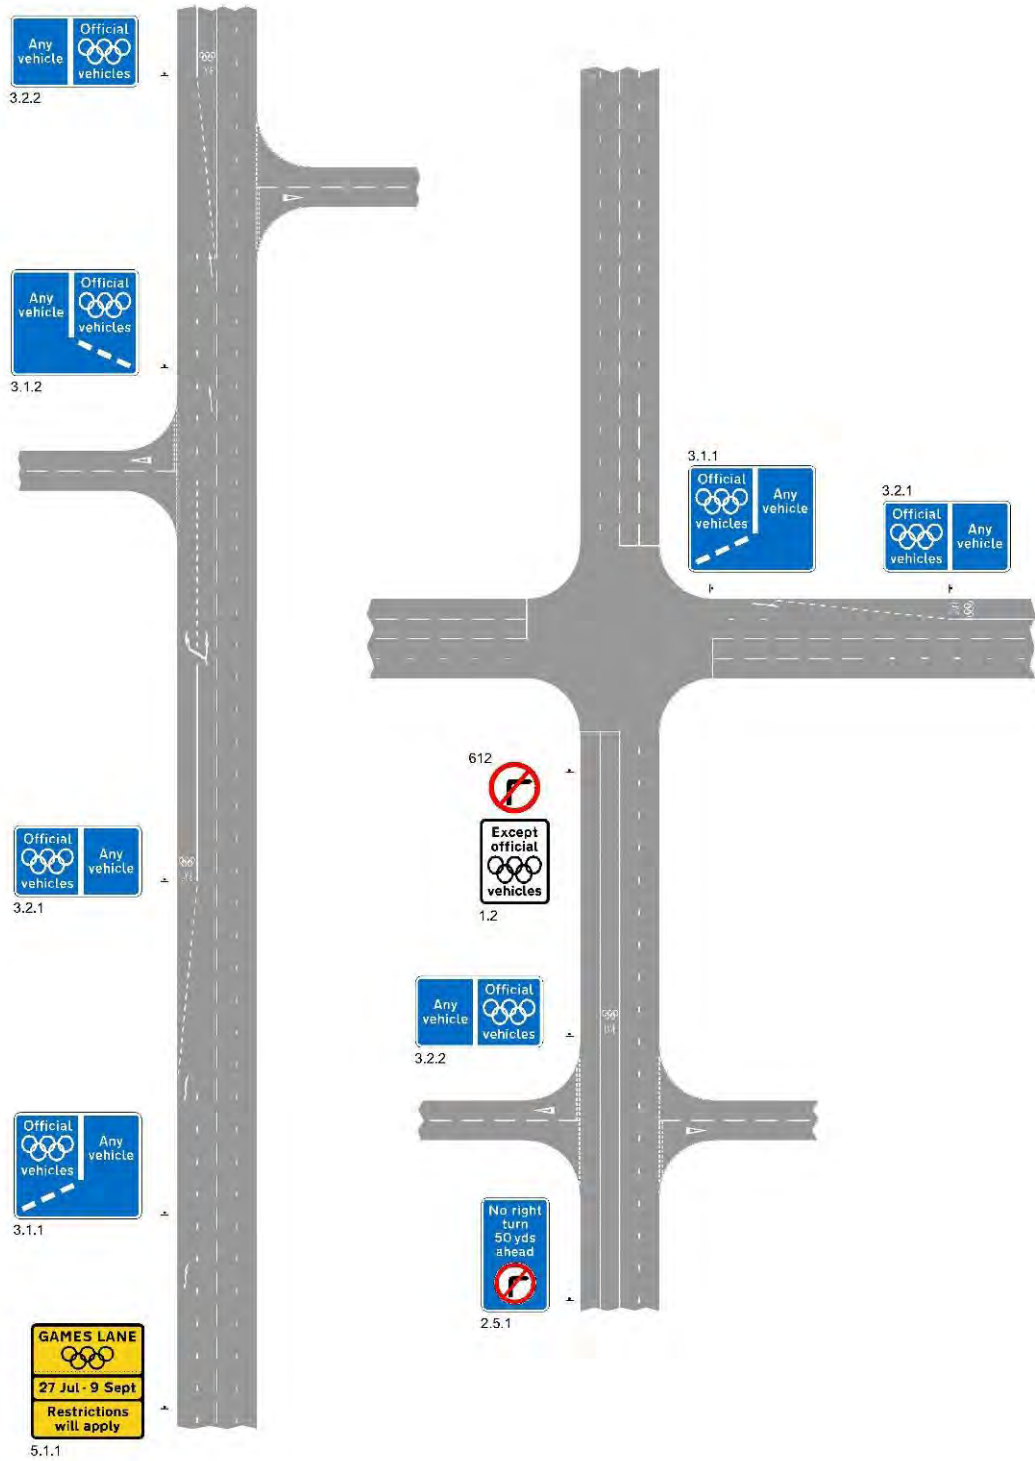 Any
vehicle
Official
vehicles
3.2.2
Any
vehicle
Official
vehicles
3.1.2
Official
vehicles
Any
vehicle
3.2.1
Official
vehicles
Any
vehicle
3.1.1
GAMES LANE
27 Jul - 9 Sept
Restrictions
will apply
5.1.1
3.1.1
Official
vehicles
Any
vehicle
3.2.1
Official
vehicles
Any
vehicle
612
Except
official
vehicles
1.2
Any
vehicle
Official
vehicles
3.2.2
No right
turn
50 yds
ahead
2.5.1